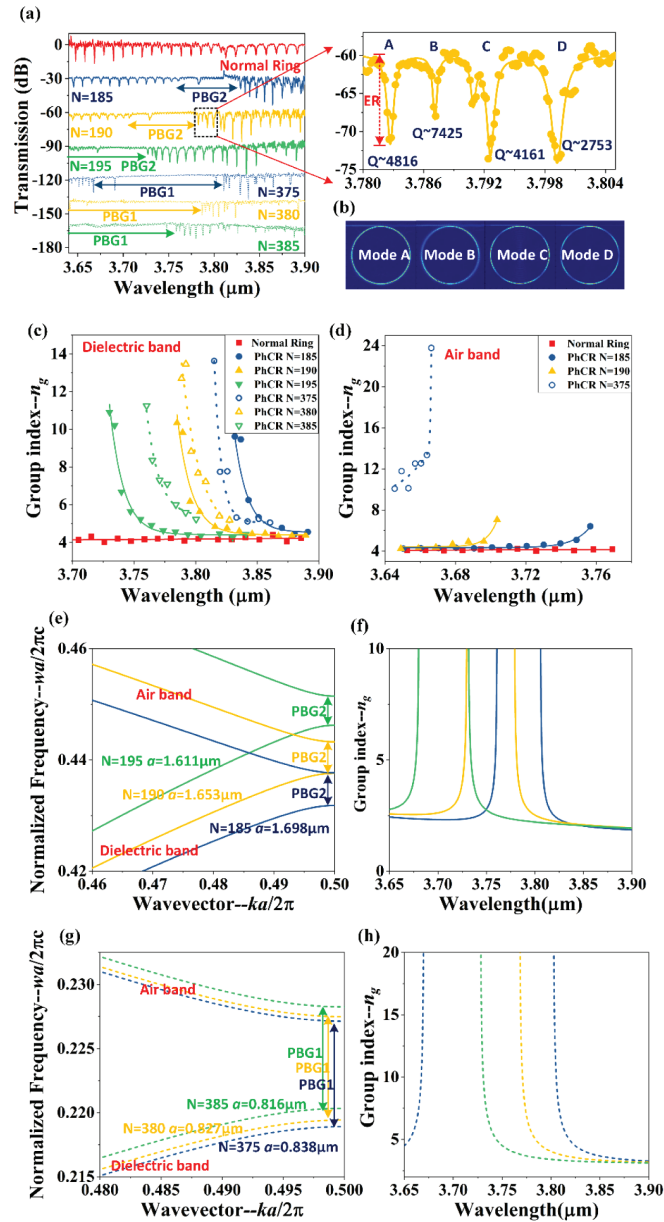 (a)
Transmission (dB)
0
-30
-60
-90
-120
-150
-180
Normal Ring
N=185
PBG2
N=190
PBG2
N=195
PBG2
PBG1
N=375
PBG1
N=380
PBG1
N=385
3.65 3.70 3.75 3.80 3.85 3.90
Wavelength (μm)
A B C D
-60
-65
-70
-75
ER
Q~4816
Q~7425
Q~4161
Q~2753
3.780 3.786 3.792 3.798 3.804
(b)
Mode A Mode B Mode C Mode D
(c)
Dielectric band
Group index--ng
14
12
10
8
6
4
2
Normal Ring
PhCR N=185
PhCR N=190
PhCR N=195
PhCR N=375
PhCR N=380
PhCR N=385
3.70 3.75 3.80 3.85 3.90
Wavelength (μm)
(d)
Air band
Group index--ng
24
20
16
12
8
4
Normal Ring
PhCR N=185
PhCR N=190
PhCR N=375
3.64 3.68 3.72 3.76
Wavelength (μm)
(e)
Normalized Frequency--wa/2πc
0.46
0.44
0.42
Air band
PBG2
N=195 a=1.611μm
PBG2
N=190 a=1.653μm
PBG2
N=185 a=1.698μm
Dielectric band
0.46 0.47 0.48 0.49 0.50
Wavevector--ka/2π
(f)
Group index--ng
10
5
0
3.65 3.70 3.75 3.80 3.85 3.90
Wavelength(μm)
(g)
Normalized Frequency--wa/2πc
0.230
0.225
0.220
0.215
Air band
PBG1
PBG1
PBG1
N=385 a=0.816μm
N=380 a=0.827μm
N=375 a=0.838μm
Dielectric band
0.480 0.485 0.490 0.495 0.500
Wavevector--ka/2π
(h)
Group index--ng
20
15
10
5
0
3.65 3.70 3.75 3.80 3.85 3.90
Wavelength(μm)